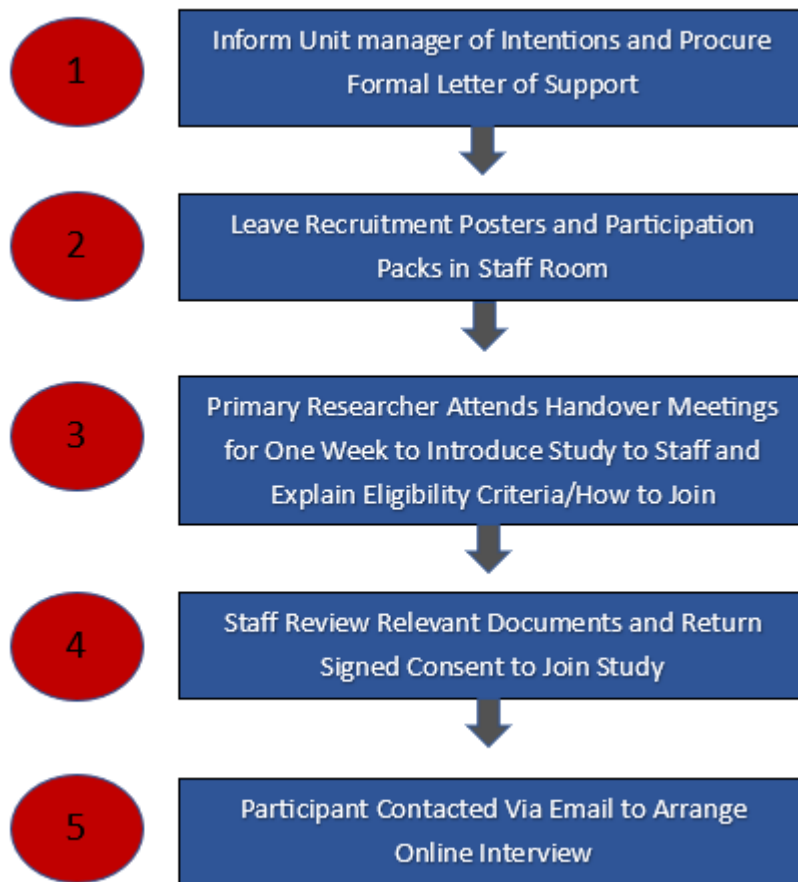 1
Inform Unit manager of Intentions and Procure
Formal Letter of Support
2
Leave Recruitment Posters and Participation
Packs in Staff Room
3
Primary Researcher Attends Handover Meetings
for One Week to Introduce Study to Staff and
Explain Eligibility Criteria/How to Join
4
Staff Review Relevant Documents and Return
Signed Consent to Join Study
5
Participant Contacted Via Email to Arrange
Online Interview